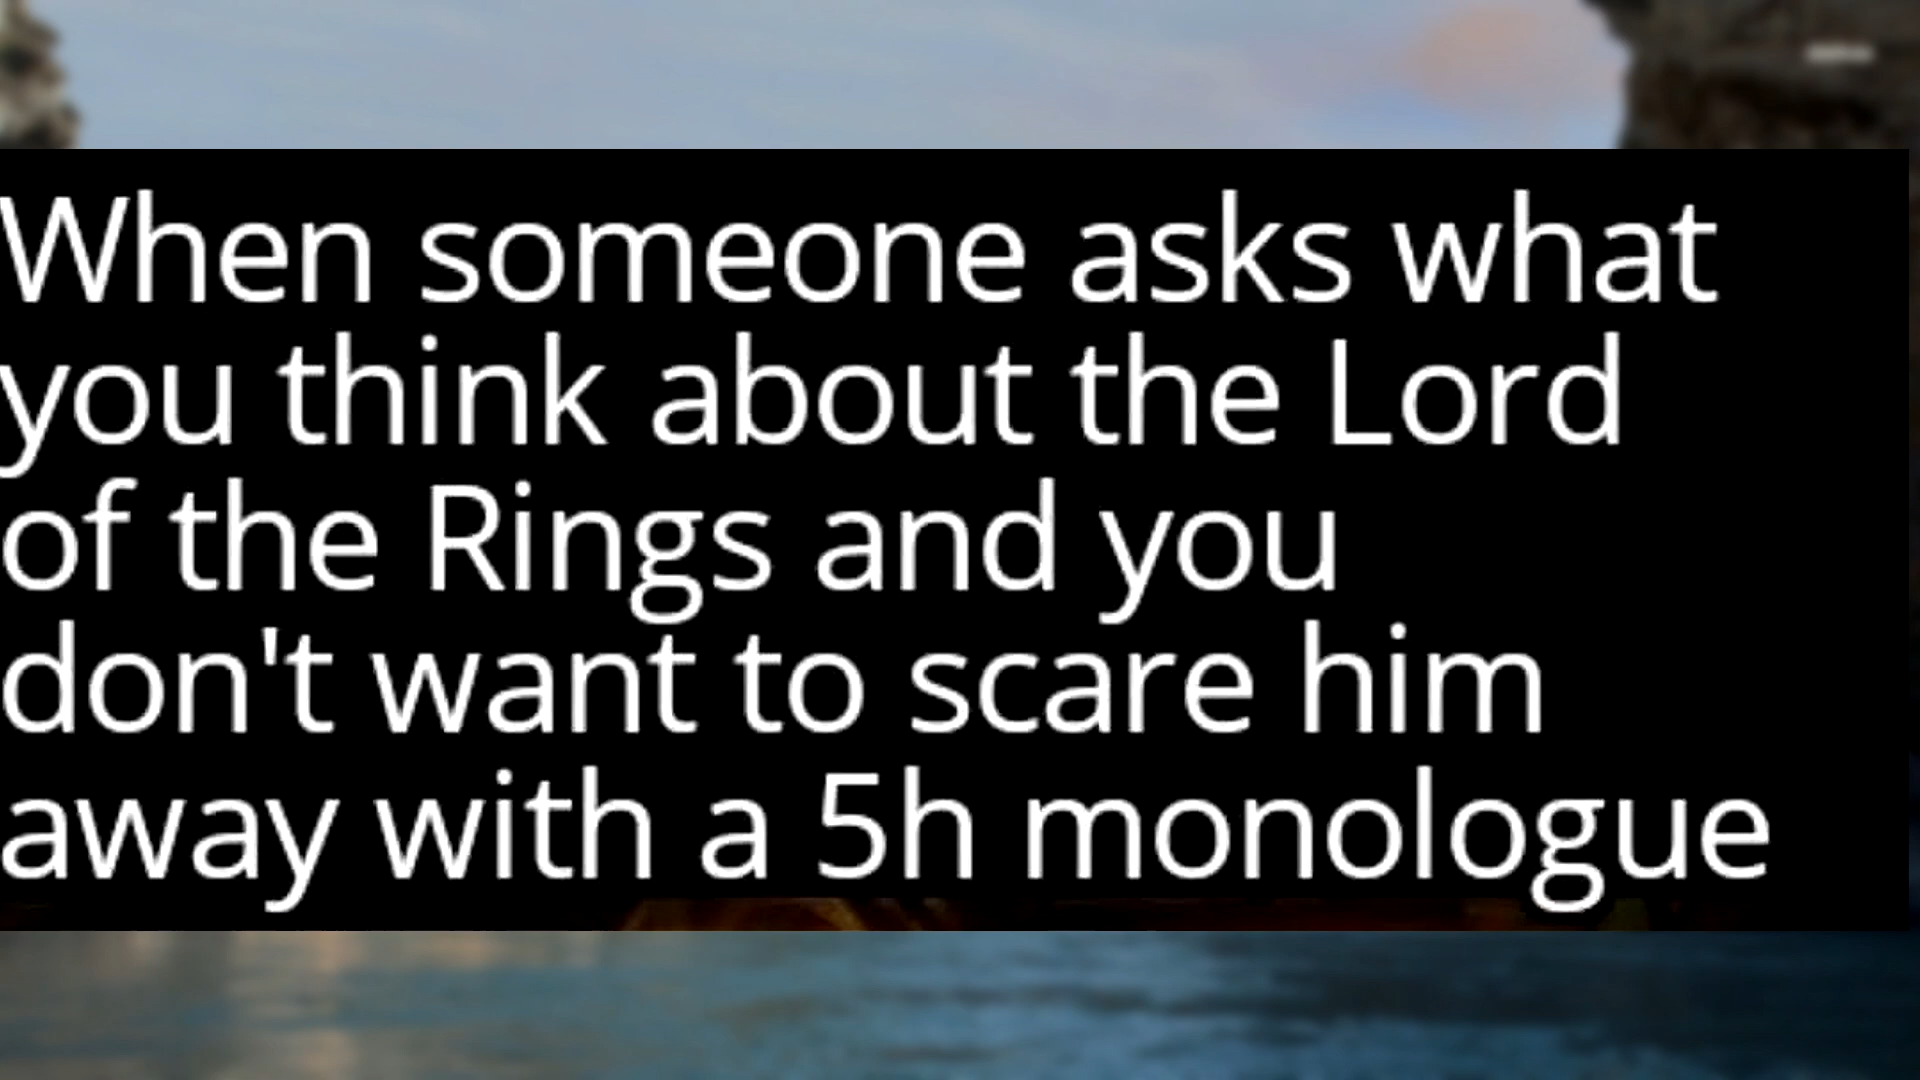 When someone asks what
you think about the Lord
of the Rings and you
don't want to scare him
away with a 5h monologue